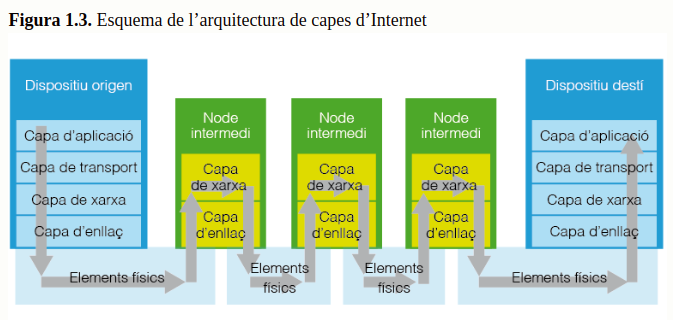 Figura 1.3. Esquema de l’arquitectura de capes d’Internet
Dispositiu origen
Capa d’aplicació
Capa de transport
Capa de xarxa
Capa d’enllaç
Node
intermedi
Capa
de xarxa
Capa
d’enllaç
Node
intermedi
Capa
de xarxa
Capa
d’enllaç
Node
intermedi
Capa
de xarxa
Capa
d’enllaç
Dispositiu destí
Capa d’aplicació
Capa de transport
Capa de xarxa
Capa d’enllaç
Elements físics
Elements
físics
Elements
físics
Elements físics